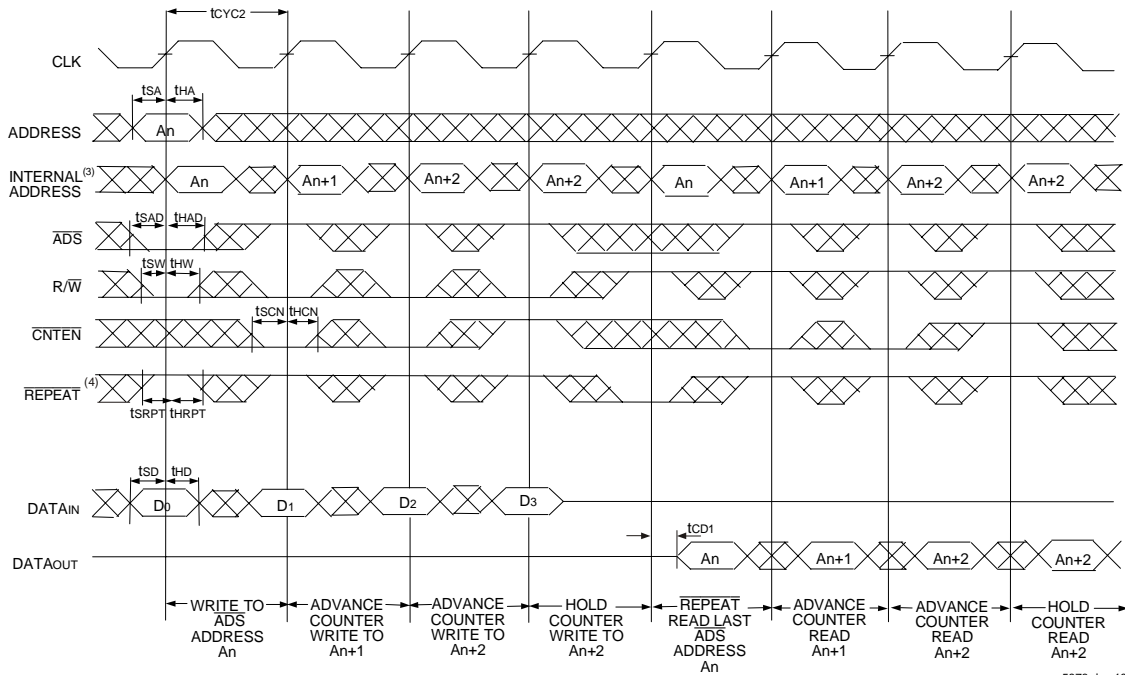 tCYC2
CLK
tSA tHA
ADDRESS An
INTERNAL(3) ADDRESS An An+1 An+2 An+2 An An+1 An+2 An+2
tSAD tHAD
ADS
tSW tHW
R/W
tSCN tHCN
CNTEN
REPEAT (4)
tSRPT tHRPT
tSD tHD
DATAIN D0 D1 D2 D3
tCD1
DATAOUT An An+1 An+2 An+2
WRITE TO ADS ADDRESS An
ADVANCE COUNTER WRITE TO An+1
ADVANCE COUNTER WRITE TO An+2
HOLD COUNTER WRITE TO An+2
REPEAT READ LAST ADS ADDRESS An
ADVANCE COUNTER READ An+1
ADVANCE COUNTER READ An+2
HOLD COUNTER READ An+2